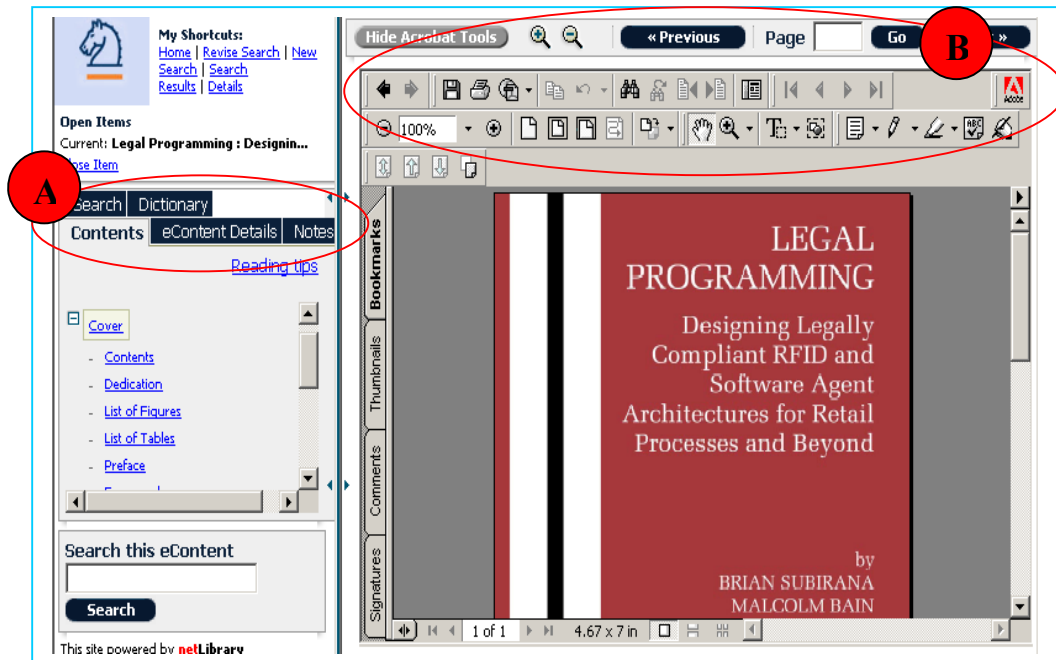 My Shortcuts:
Home | Revise Search | New
Search | Search
Results | Details
Open Items
Current: Legal Programming : Designin...
Close Item
A
Search Dictionary
Contents eContent Details Notes
Reading tips
Cover
- Contents
- Dedication
- List of Figures
- List of Tables
- Preface
Search this eContent
Search
This site powered by netLibrary
Hide Acrobat Tools « Previous Page Go »
B
Adobe
100%
ABC
Bookmarks
Thumbnails
Comments
Signatures
LEGAL
PROGRAMMING
Designing Legally
Compliant RFID and
Software Agent
Architectures for Retail
Processes and Beyond
by
BRIAN SUBIRANA
MALCOLM BAIN
1 of 1 4.67 x 7 in